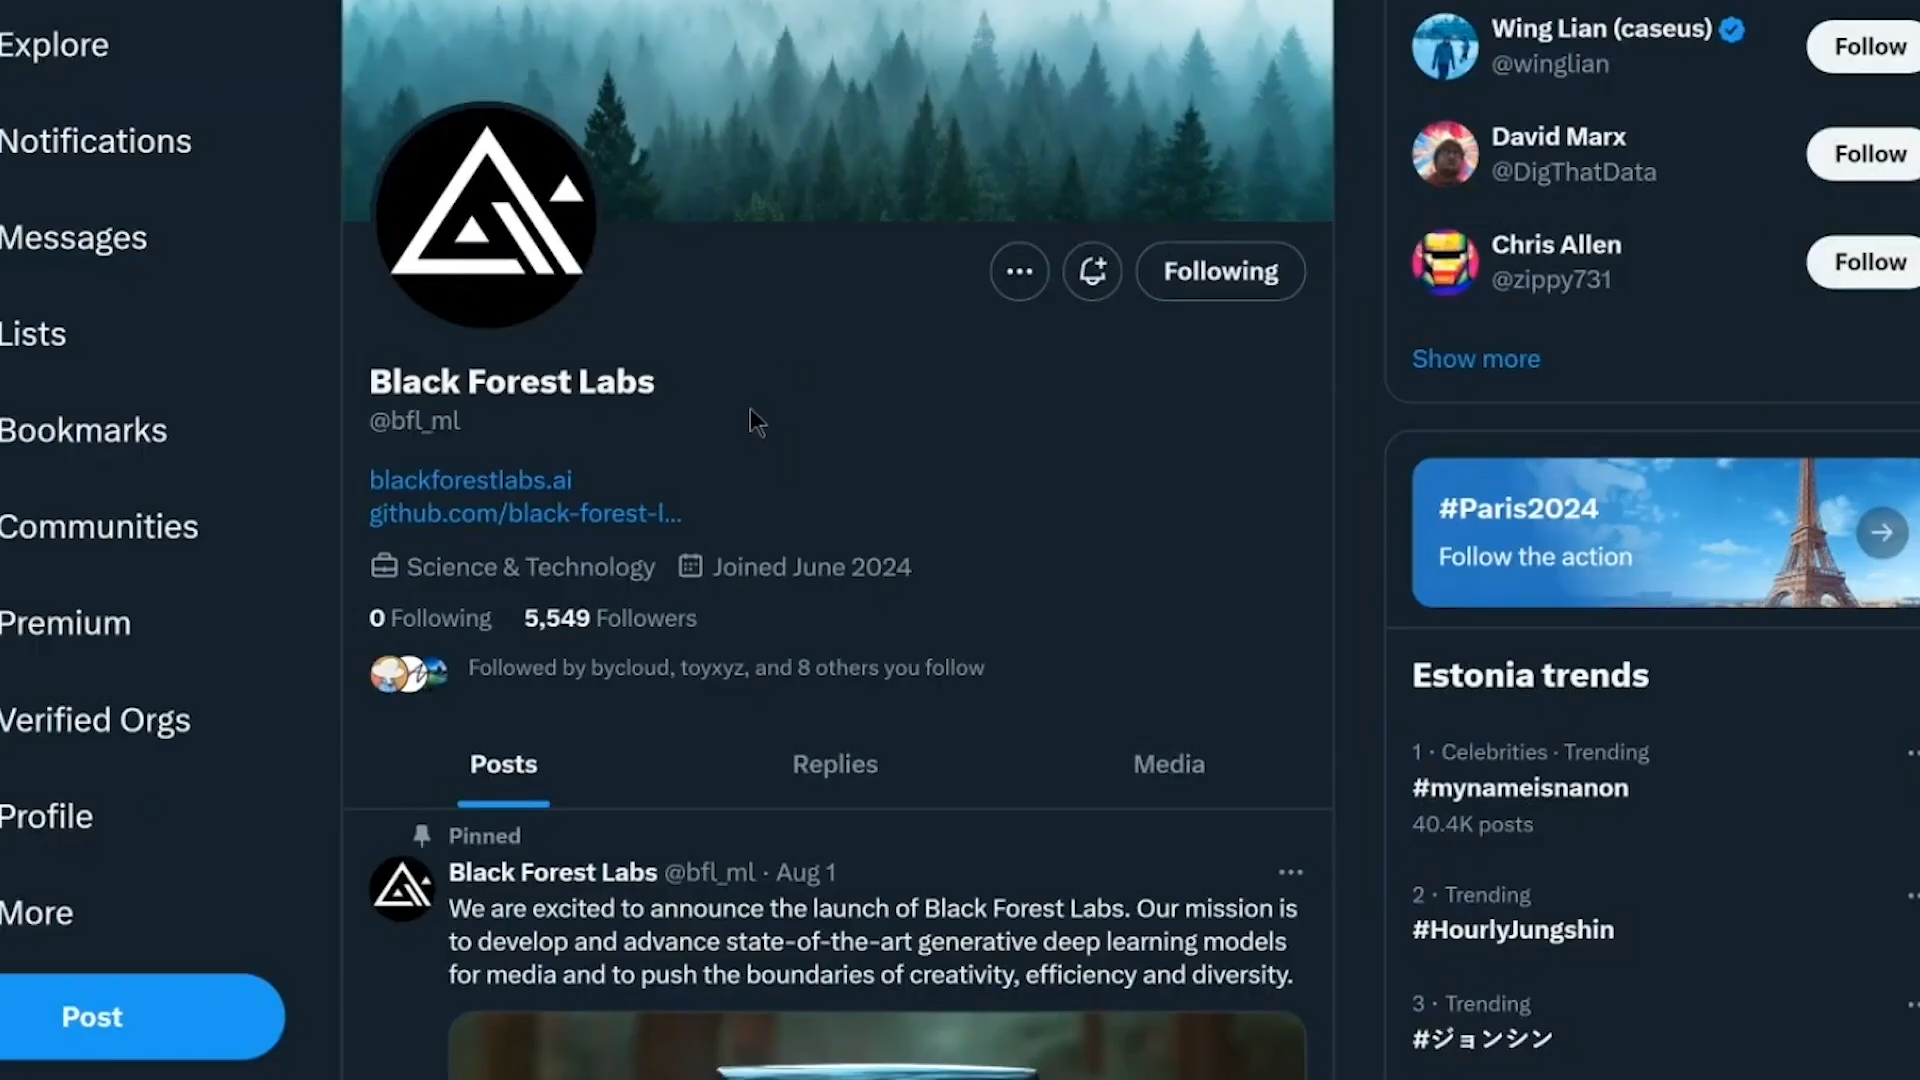 Explore
Notifications
Messages
Lists
Bookmarks
Communities
Premium
Verified Orgs
Profile
More
Post
Following
Black Forest Labs
@bfl_ml
blackforestlabs.ai
github.com/black-forest-l...
Science & Technology Joined June 2024
0 Following 5,549 Followers
Followed by bycloud, toyxyz, and 8 others you follow
Posts Replies Media
Pinned
Black Forest Labs @bfl_ml · Aug 1
We are excited to announce the launch of Black Forest Labs. Our mission is
to develop and advance state-of-the-art generative deep learning models
for media and to push the boundaries of creativity, efficiency and diversity.
Wing Lian (caseus)
@winglian
Follow
David Marx
@DigThatData
Follow
Chris Allen
@zippy731
Follow
Show more
#Paris2024
Follow the action
Estonia trends
1 · Celebrities · Trending
#mynameisnanon
40.4K posts
2 · Trending
#HourlyJungshin
3 · Trending
#ジョンシン